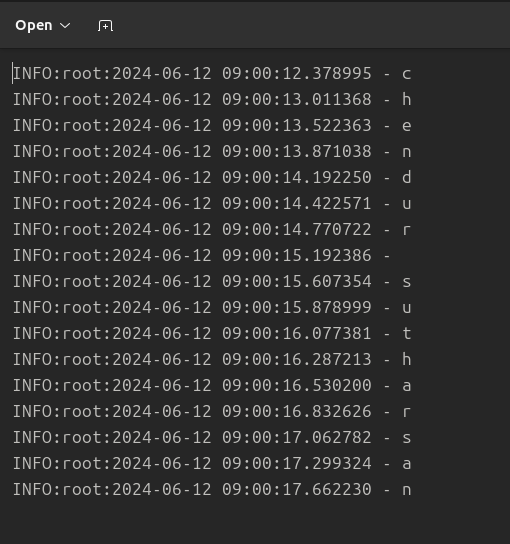 Open
INFO:root:2024-06-12 09:00:12.378995 - c
INFO:root:2024-06-12 09:00:13.011368 - h
INFO:root:2024-06-12 09:00:13.522363 - e
INFO:root:2024-06-12 09:00:13.871038 - n
INFO:root:2024-06-12 09:00:14.192250 - d
INFO:root:2024-06-12 09:00:14.422571 - u
INFO:root:2024-06-12 09:00:14.770722 - r
INFO:root:2024-06-12 09:00:15.192386 -
INFO:root:2024-06-12 09:00:15.607354 - s
INFO:root:2024-06-12 09:00:15.878999 - u
INFO:root:2024-06-12 09:00:16.077381 - t
INFO:root:2024-06-12 09:00:16.287213 - h
INFO:root:2024-06-12 09:00:16.530200 - a
INFO:root:2024-06-12 09:00:16.832626 - r
INFO:root:2024-06-12 09:00:17.062782 - s
INFO:root:2024-06-12 09:00:17.299324 - a
INFO:root:2024-06-12 09:00:17.662230 - n